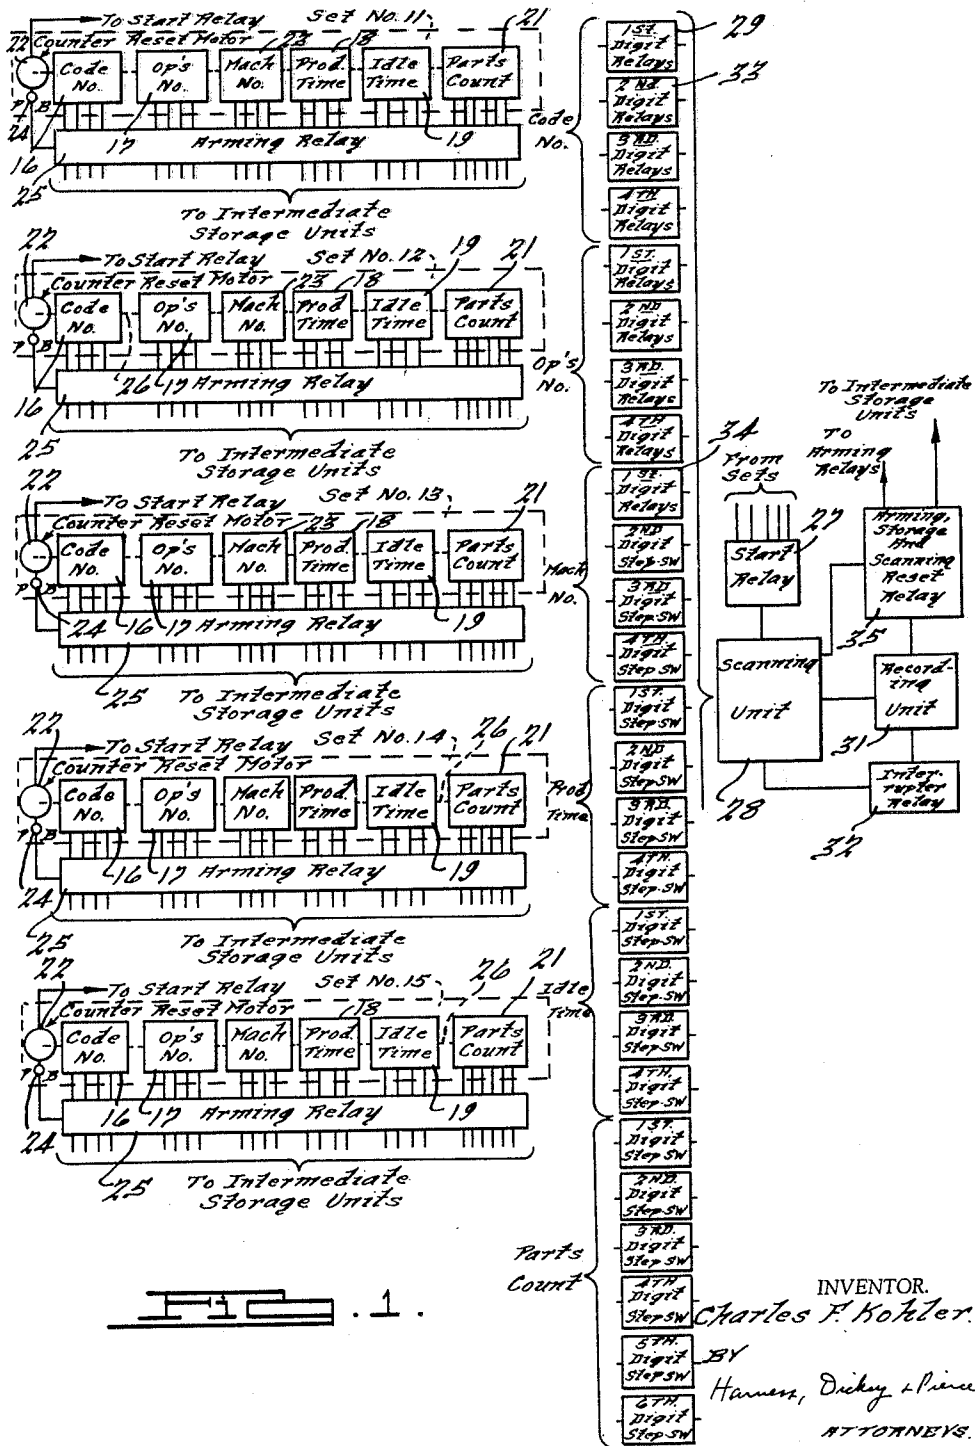 To Start Relay Set No. 11 21
22 Counter Reset Motor 23 18
Code No. Op's No. Mach No. Prod. Time Idle Time Parts Count
P B
24
16 17 Arming Relay 19
25
To Intermediate
Storage Units
22 To Start Relay Set No. 12 19 21
Counter Reset Motor 23 18
Code No. Op's No. Mach No. Prod Time Idle Time Parts Count
P B
16 26 17 Arming Relay
25
To Intermediate
Storage Units
22 To Start Relay Set No. 13 21
Counter Reset Motor 23 18
Code No. Op's No. Mach No. Prod. Time Idle Time Parts Count
P B
24 16 17 Arming Relay 19
25
To Intermediate
Storage Units
22 To Start Relay Set No. 14 26 21
Counter Reset Motor
Code No. Op's No. Mach No. Prod. Time Idle Time Parts Count
P B
24 16 17 Arming Relay 19
25
To Intermediate
Storage Units
22 To Start Relay Set No. 15 26 21
Counter Reset Motor 18
Code No. Op's No. Mach No. Prod. Time Idle Time Parts Count
P B
24 16 17 Arming Relay 19
25
To Intermediate
Storage Units
Code
No.
1ST. Digit Relays 29
2ND. Digit Relays 33
3RD. Digit Relays
4TH Digit Relays
Op's
No.
1ST. Digit Relays
2ND Digit Relays
3RD. Digit Relays
4TH Digit Relays
Mach
No.
1ST. Digit Relays 34
2ND Digit Step-SW
3RD Digit Step-SW
4TH. Digit Step-SW
Prod.
Time
1ST. Digit Step-SW
2ND Digit Step-SW
3RD. Digit Step-SW
4TH. Digit Step-SW
Idle
Time
1ST. Digit Step-SW
2ND. Digit Step-SW
3RD Digit Step-SW
4TH. Digit Step-SW
Parts
Count
1ST. Digit Step-SW
2ND. Digit Step-SW
3RD. Digit Step-SW
4TH Digit Step-SW
5TH. Digit Step-SW
6TH. Digit Step-SW
To Intermediate
Storage
Units
To
Arming
Relays
From
Sets
27
Start
Relay
Arming,
Storage
And
Scanning
Reset
Relay
35
Scanning
Unit
28
Record-
ing
Unit
31
Inter-
rupter
Relay
32
Fig. 1.
INVENTOR.
Charles F. Kohler.
BY
Harness, Dickey & Pierce
ATTORNEYS.